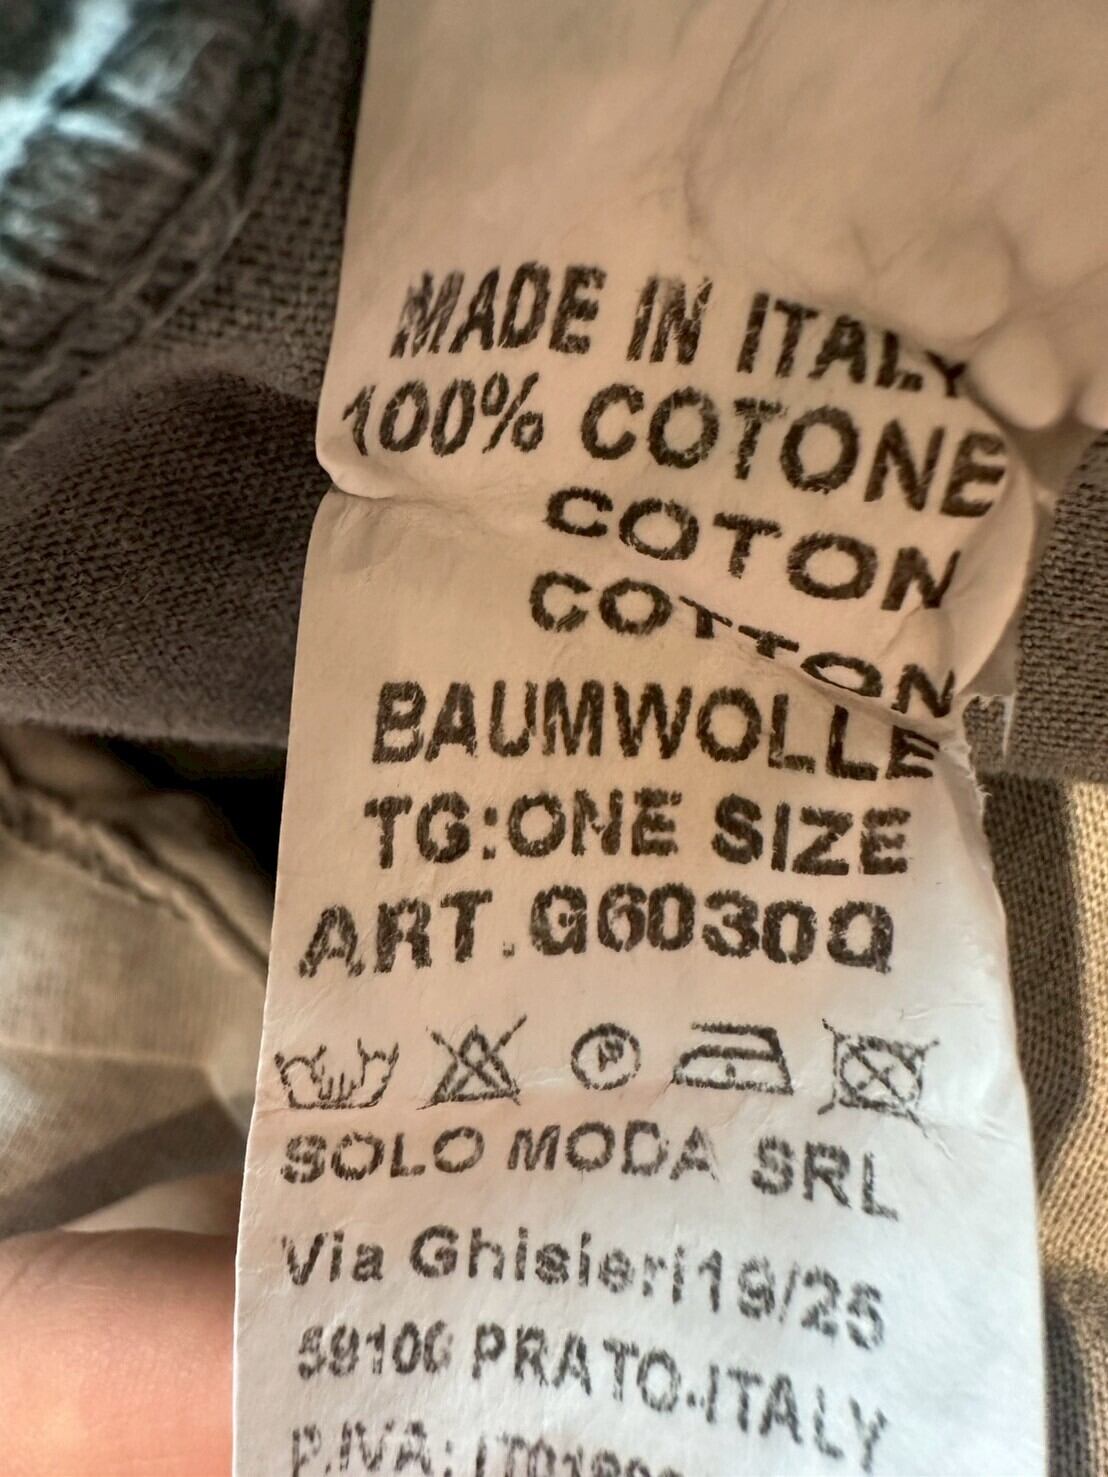 MADE IN ITALY
100% COTONE
COTON
COTTON
BAUMWOLLE
TG:ONE SIZE
ART.G6030Q
P
SOLO MODA SRL
Via Ghisieri19/25
59100 PRATO-ITALY
P.IVA: